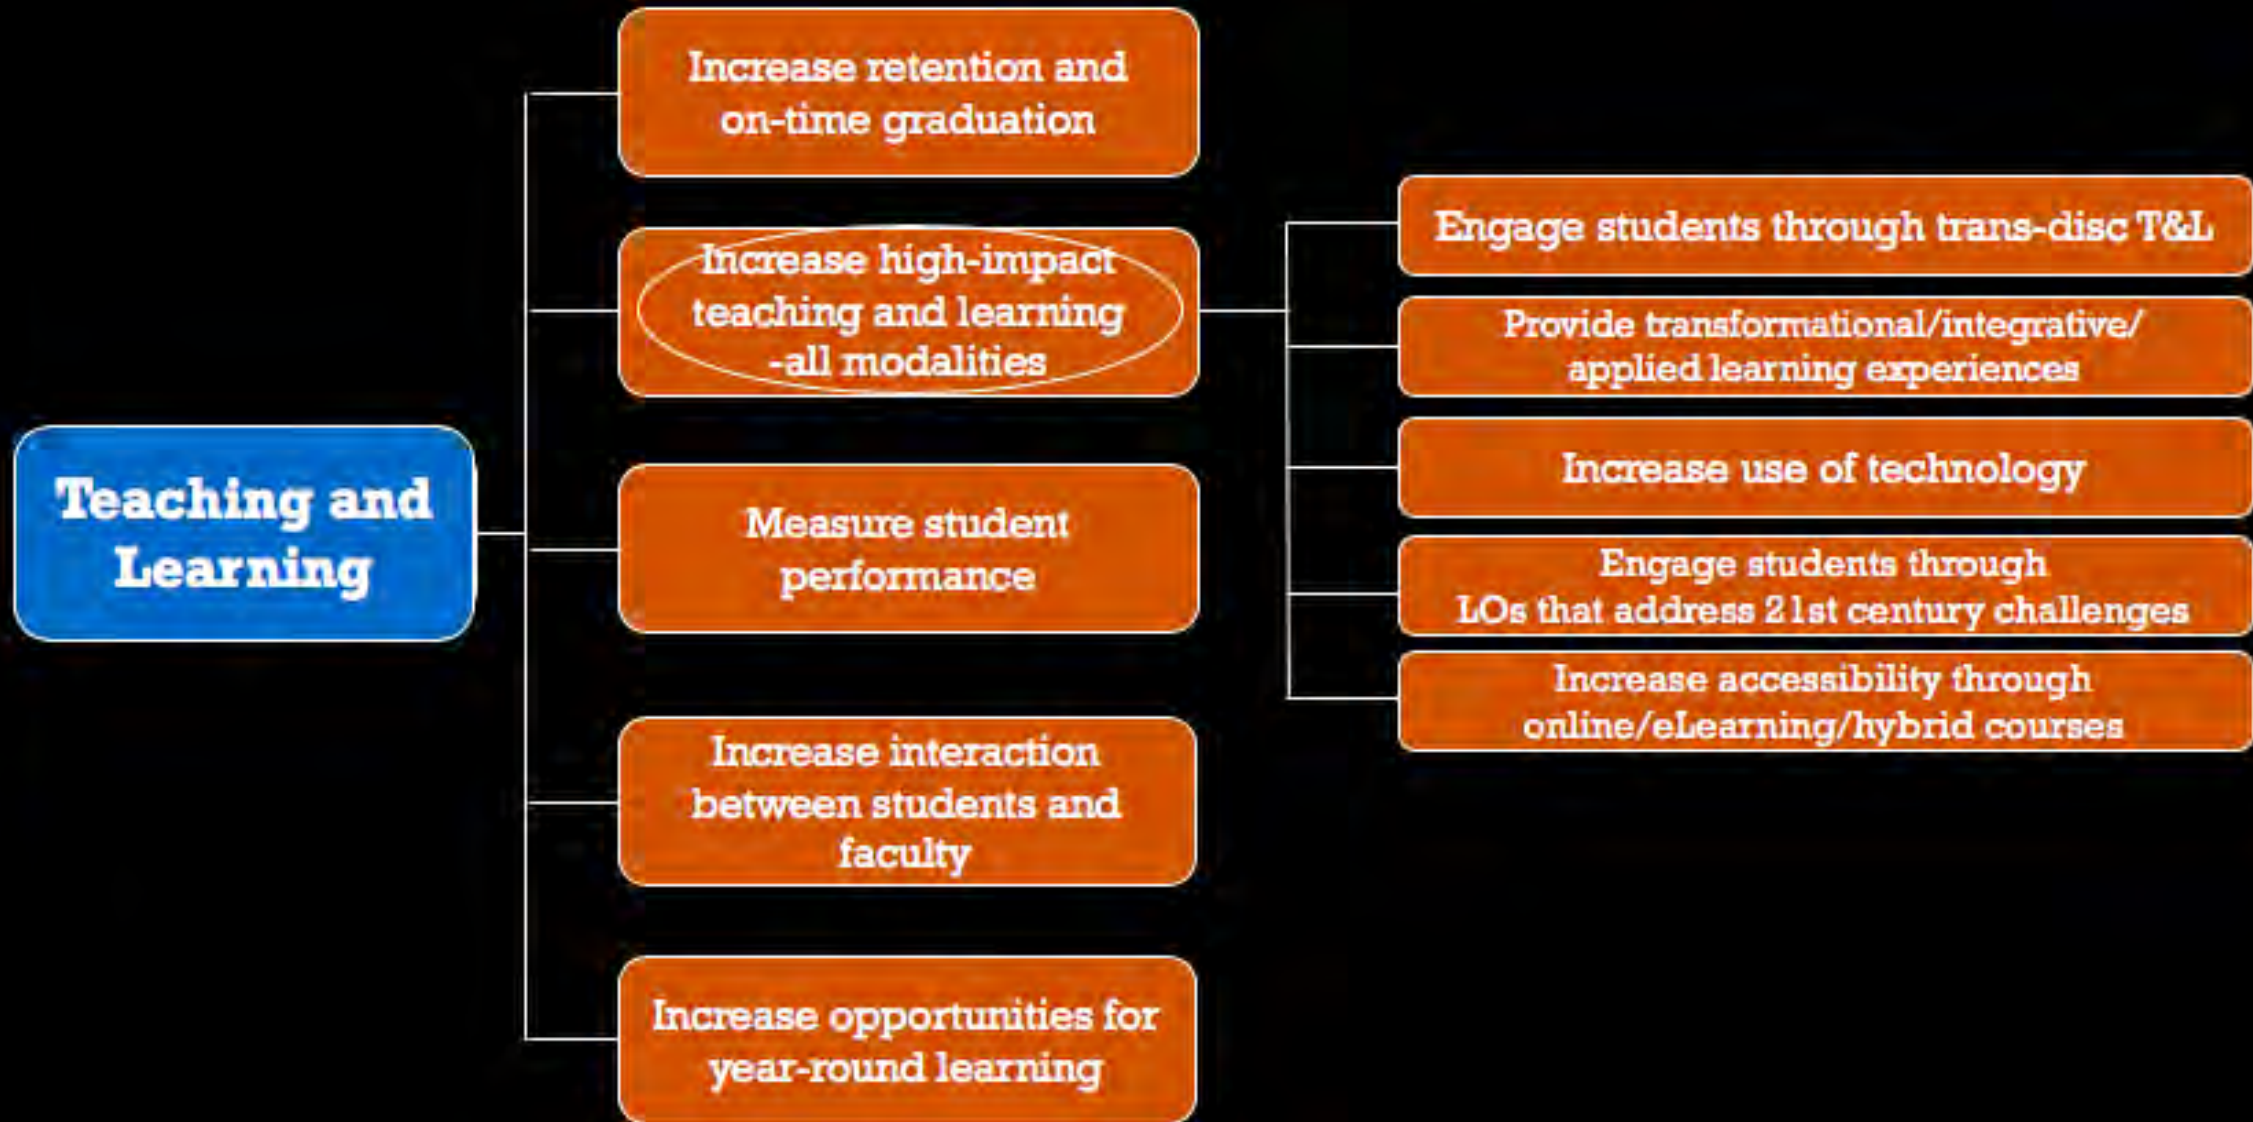 Teaching and
Learning
Increase retention and
on-time graduation
Increase high-impact
teaching and learning
-all modalities
Measure student
performance
Increase interaction
between students and
faculty
Increase opportunities for
year-round learning
Engage students through trans-disc T&L
Provide transformational/integrative/
applied learning experiences
Increase use of technology
Engage students through
LOs that address 21st century challenges
Increase accessibility through
online/eLearning/hybrid courses